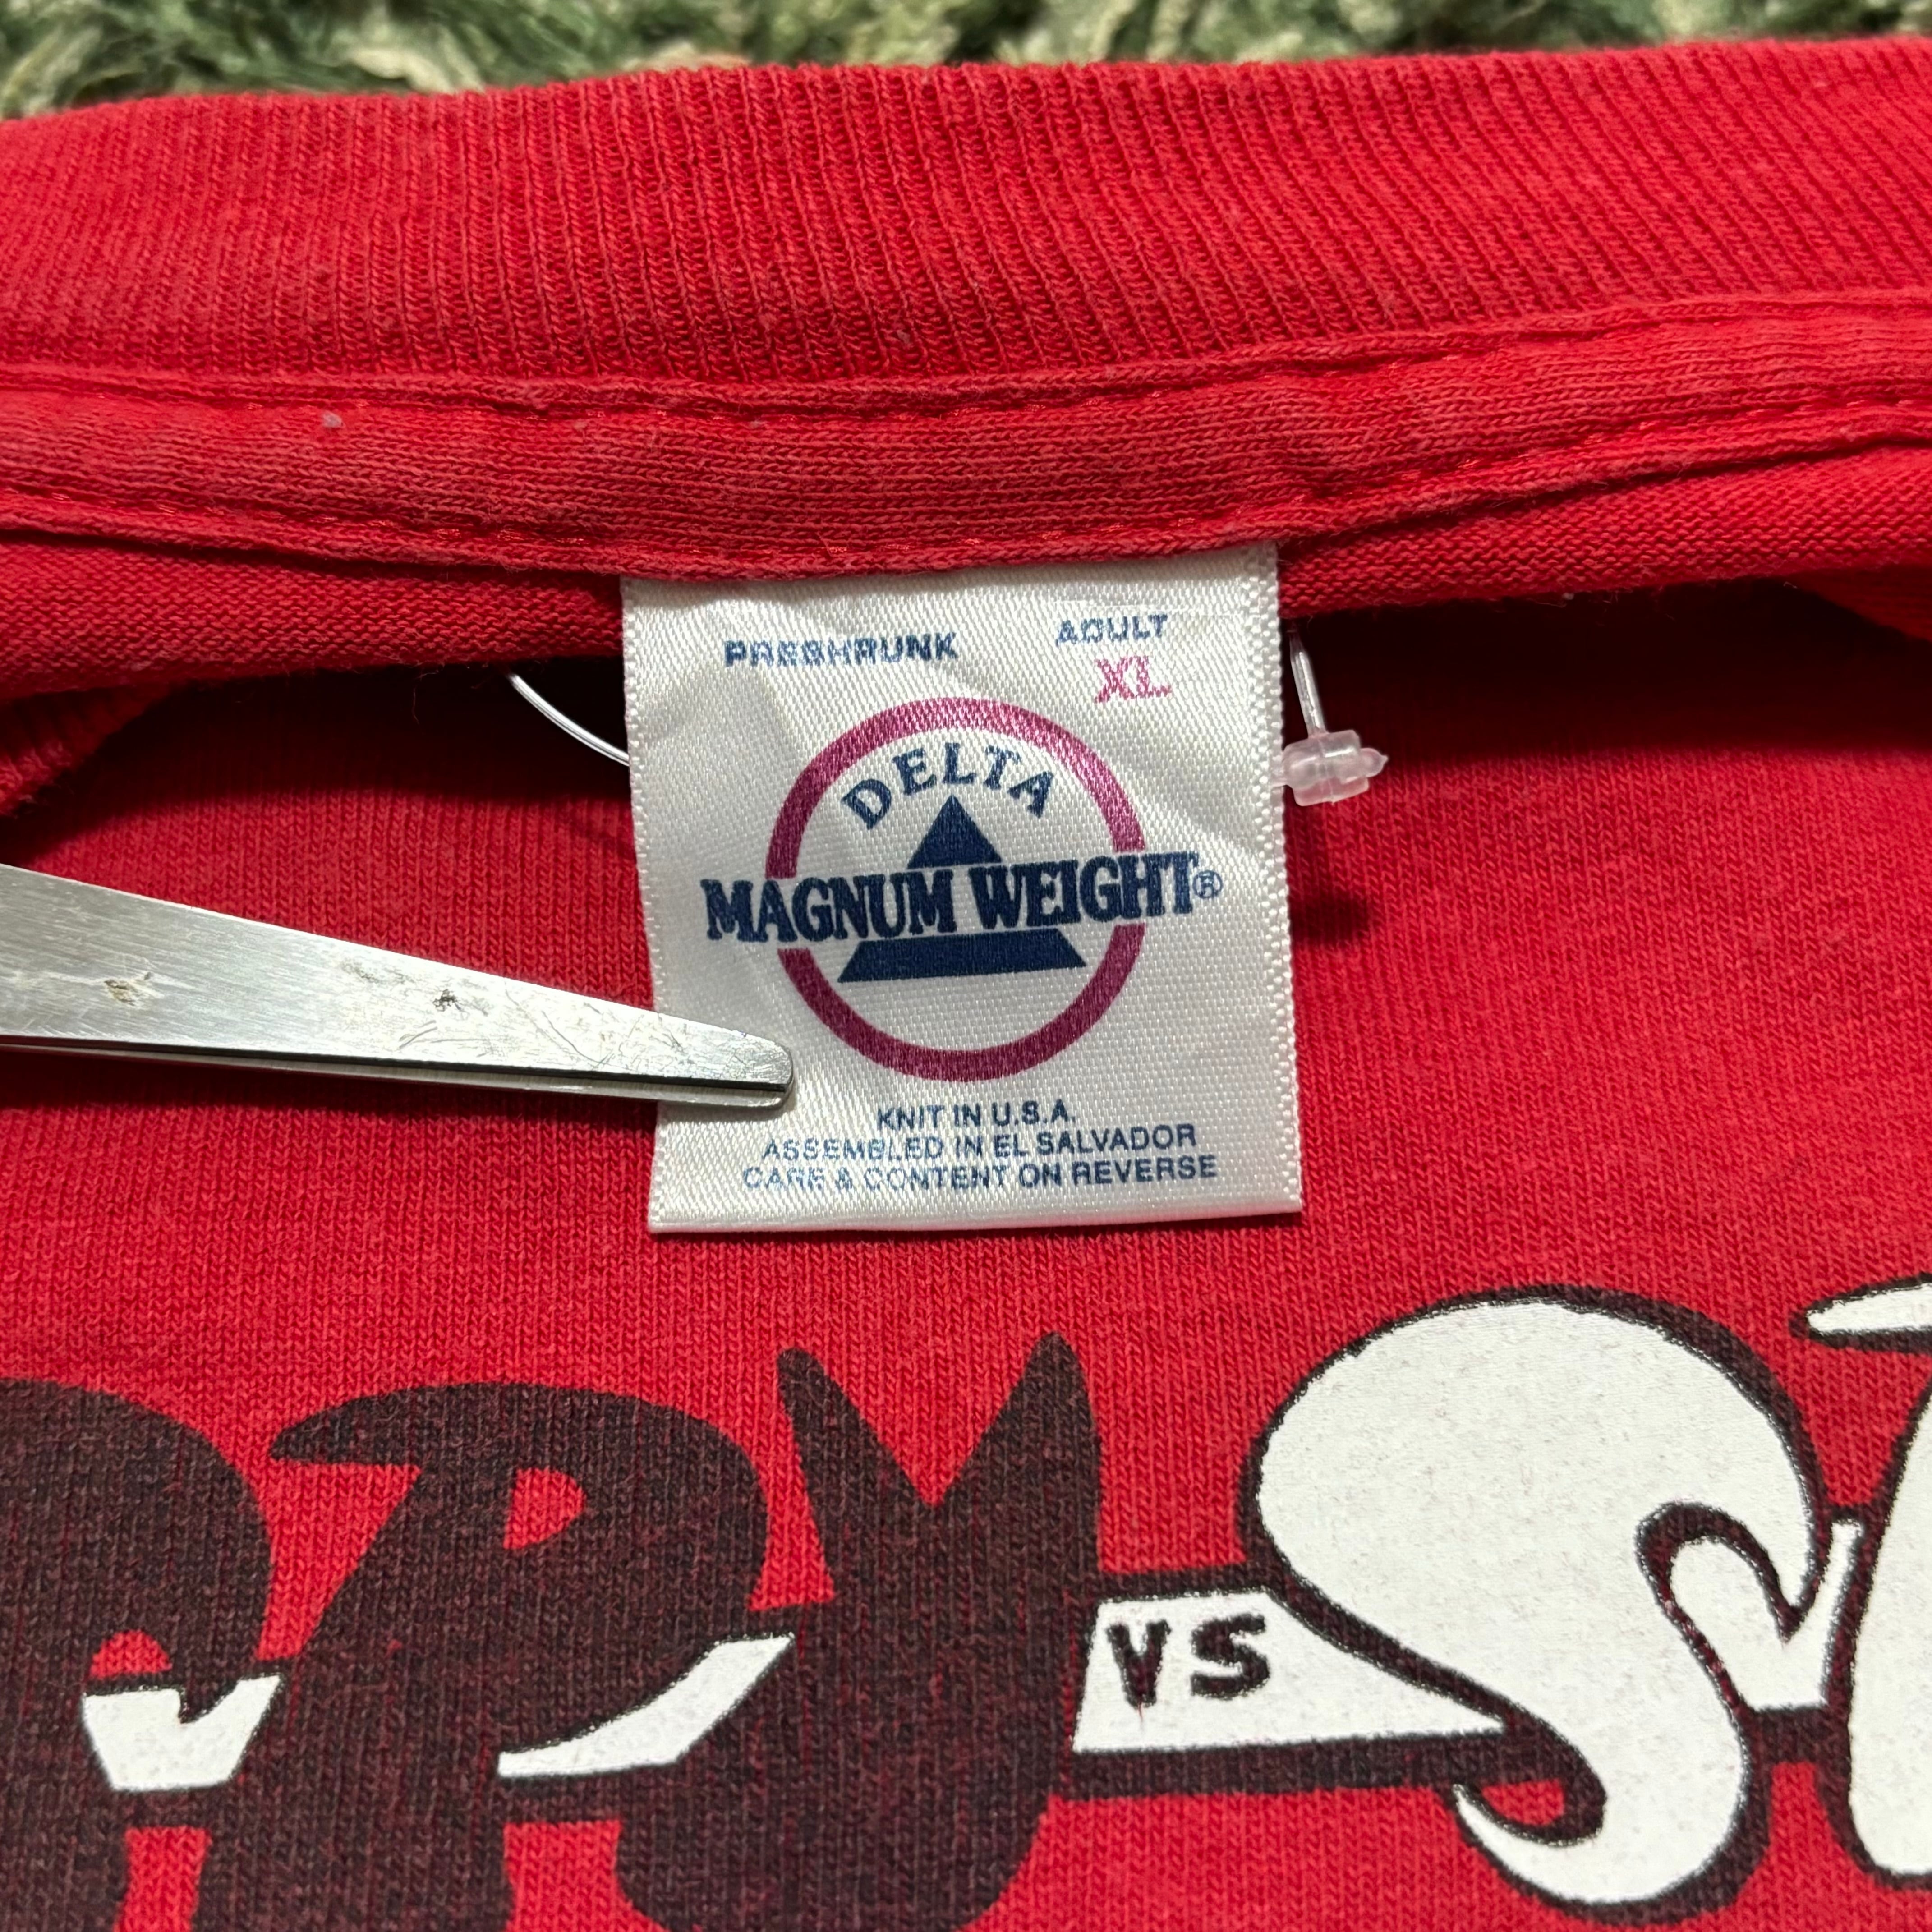 PRESHRUNK
ADULT
XL
DELTA
MAGNUM WEIGHT®
KNIT IN U.S.A.
ASSEMBLED IN EL SALVADOR
CARE & CONTENT ON REVERSE
VS